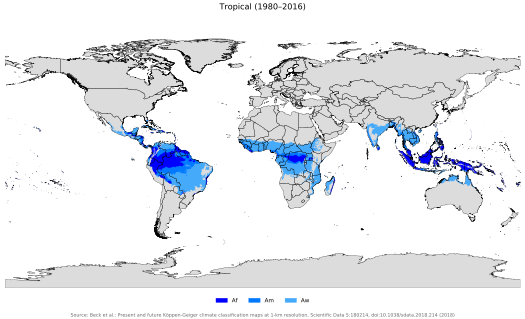 Tropical (1980–2016)
Af Am Aw
Source: Beck et al.: Present and future Köppen-Geiger climate classification maps at 1-km resolution, Scientific Data 5:180214, doi:10.1038/sdata.2018.214 (2018)